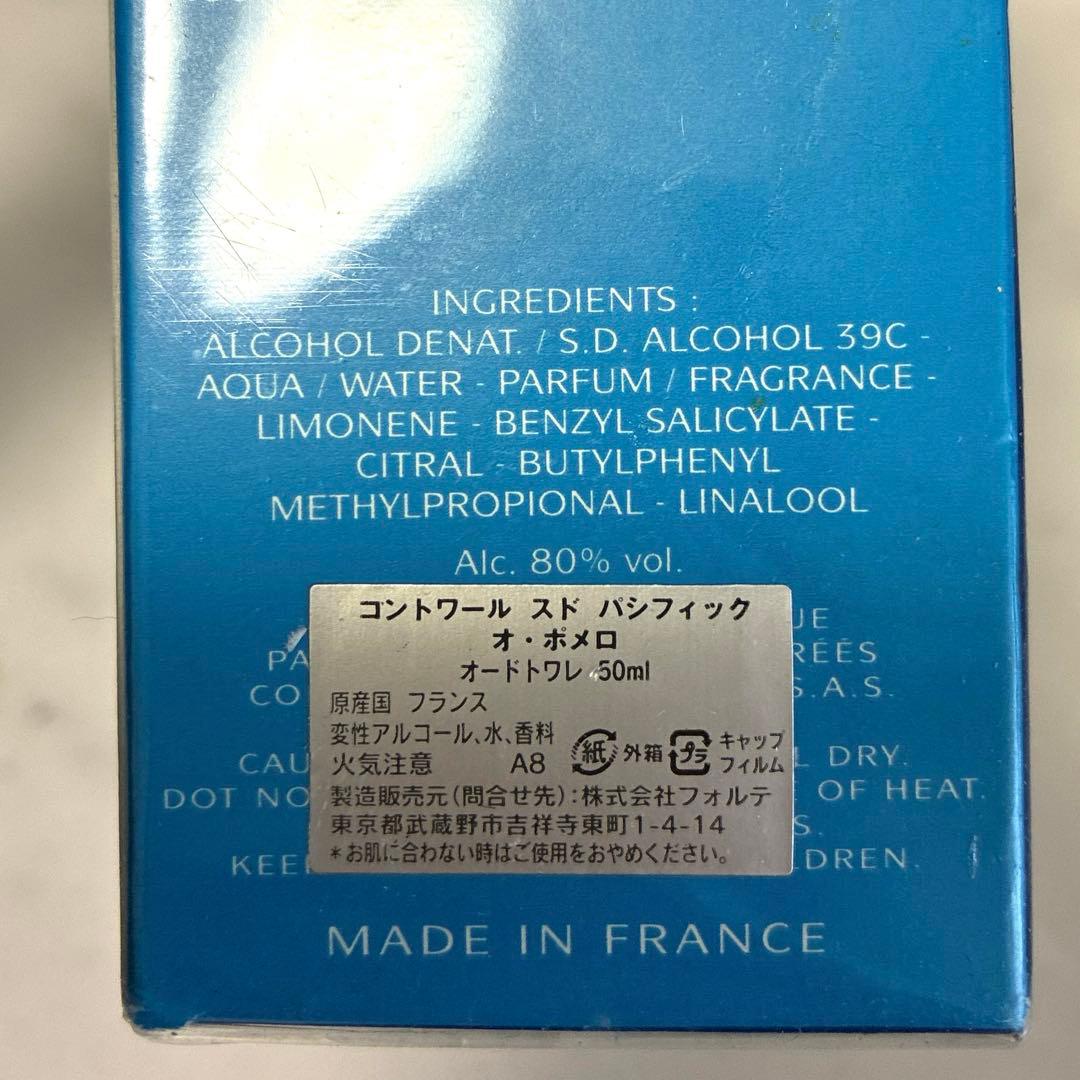 INGREDIENTS :
ALCOHOL DENAT. / S.D. ALCOHOL 39C -
AQUA / WATER - PARFUM / FRAGRANCE -
LIMONENE - BENZYL SALICYLATE -
CITRAL - BUTYLPHENYL
METHYLPROPIONAL - LINALOOL
Alc. 80% vol.
コントワール スド パシフィック
オ・ポメロ
オードトワレ 50ml
原産国 フランス
変性アルコール、水、香料
火気注意 A8
紙 外箱 プラ キャップ
フィルム
製造販売元(問合せ先):株式会社フォルテ
東京都武蔵野市吉祥寺東町1-4-14
*お肌に合わない時はご使用をおやめください。
S.A.S.
DRY.
OF HEAT.
MADE IN FRANCE